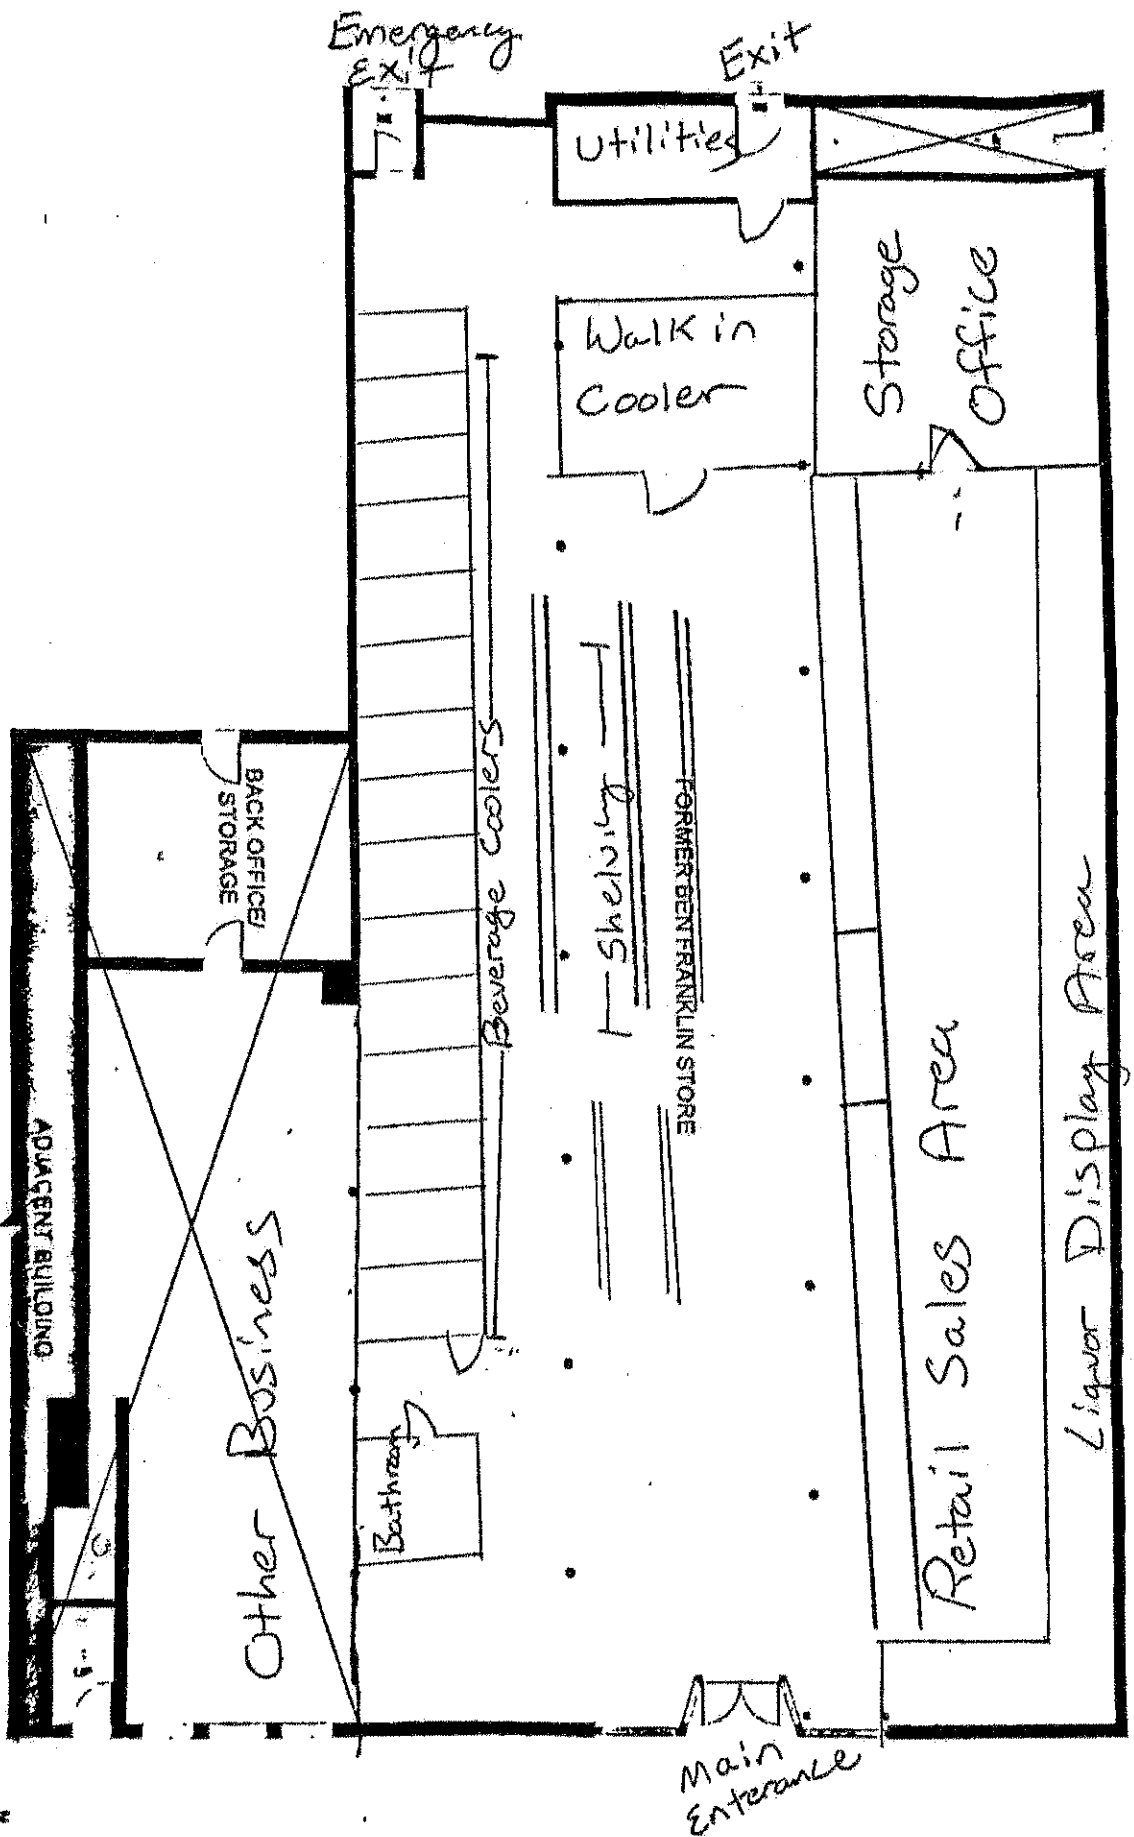 Emergency
Exit
Exit
Utilities
Walk in
Cooler
Storage
Office
Beverage Coolers
Shelving
FORMER BEN FRANKLIN STORE
BACK OFFICE/
STORAGE
ADJACENT BUILDING
Other Business
Bathroom
Retail Sales Area
Liquor Display Area
Main
Enterance